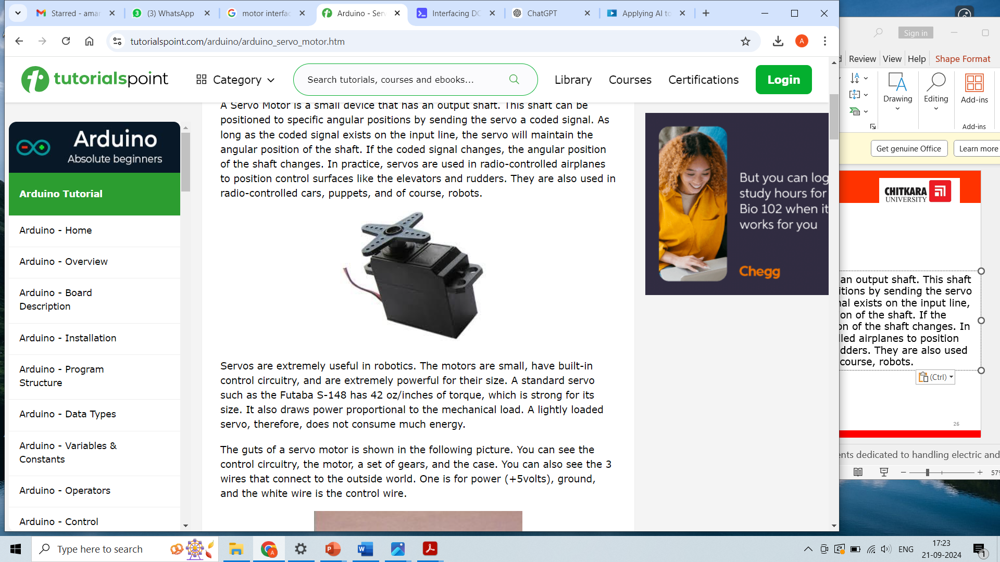 Starred - amar
(3) WhatsApp
motor interfac
Arduino - Serv
Interfacing DC
ChatGPT
Applying AI to
tutorialspoint.com/arduino/arduino_servo_motor.htm
A
tutorialspoint
Category
Search tutorials, courses and ebooks...
Library
Courses
Certifications
Login
Arduino
Absolute beginners
Arduino Tutorial
Arduino - Home
Arduino - Overview
Arduino - Board
Description
Arduino - Installation
Arduino - Program
Structure
Arduino - Data Types
Arduino - Variables &
Constants
Arduino - Operators
Arduino - Control
A Servo Motor is a small device that has an output shaft. This shaft can be
positioned to specific angular positions by sending the servo a coded signal. As
long as the coded signal exists on the input line, the servo will maintain the
angular position of the shaft. If the coded signal changes, the angular position
of the shaft changes. In practice, servos are used in radio-controlled airplanes
to position control surfaces like the elevators and rudders. They are also used in
radio-controlled cars, puppets, and of course, robots.
Servos are extremely useful in robotics. The motors are small, have built-in
control circuitry, and are extremely powerful for their size. A standard servo
such as the Futaba S-148 has 42 oz/inches of torque, which is strong for its
size. It also draws power proportional to the mechanical load. A lightly loaded
servo, therefore, does not consume much energy.
The guts of a servo motor is shown in the following picture. You can see the
control circuitry, the motor, a set of gears, and the case. You can also see the 3
wires that connect to the outside world. One is for power (+5volts), ground,
and the white wire is the control wire.
But you can log
study hours for
Bio 102 when it
works for you
Chegg
Sign in
d
Review
View
Help
Shape Format
Drawing
Editing
Add-ins
Add-ins
Get genuine Office
Learn more
CHITKARA
UNIVERSITY
an output shaft. This shaft
itions by sending the servo
nal exists on the input line,
on of the shaft. If the
on of the shaft changes. In
lled airplanes to position
dders. They are also used
course, robots.
(Ctrl)
26
ents dedicated to handling electric and
57%
Type here to search
ENG
17:23
21-09-2024
1